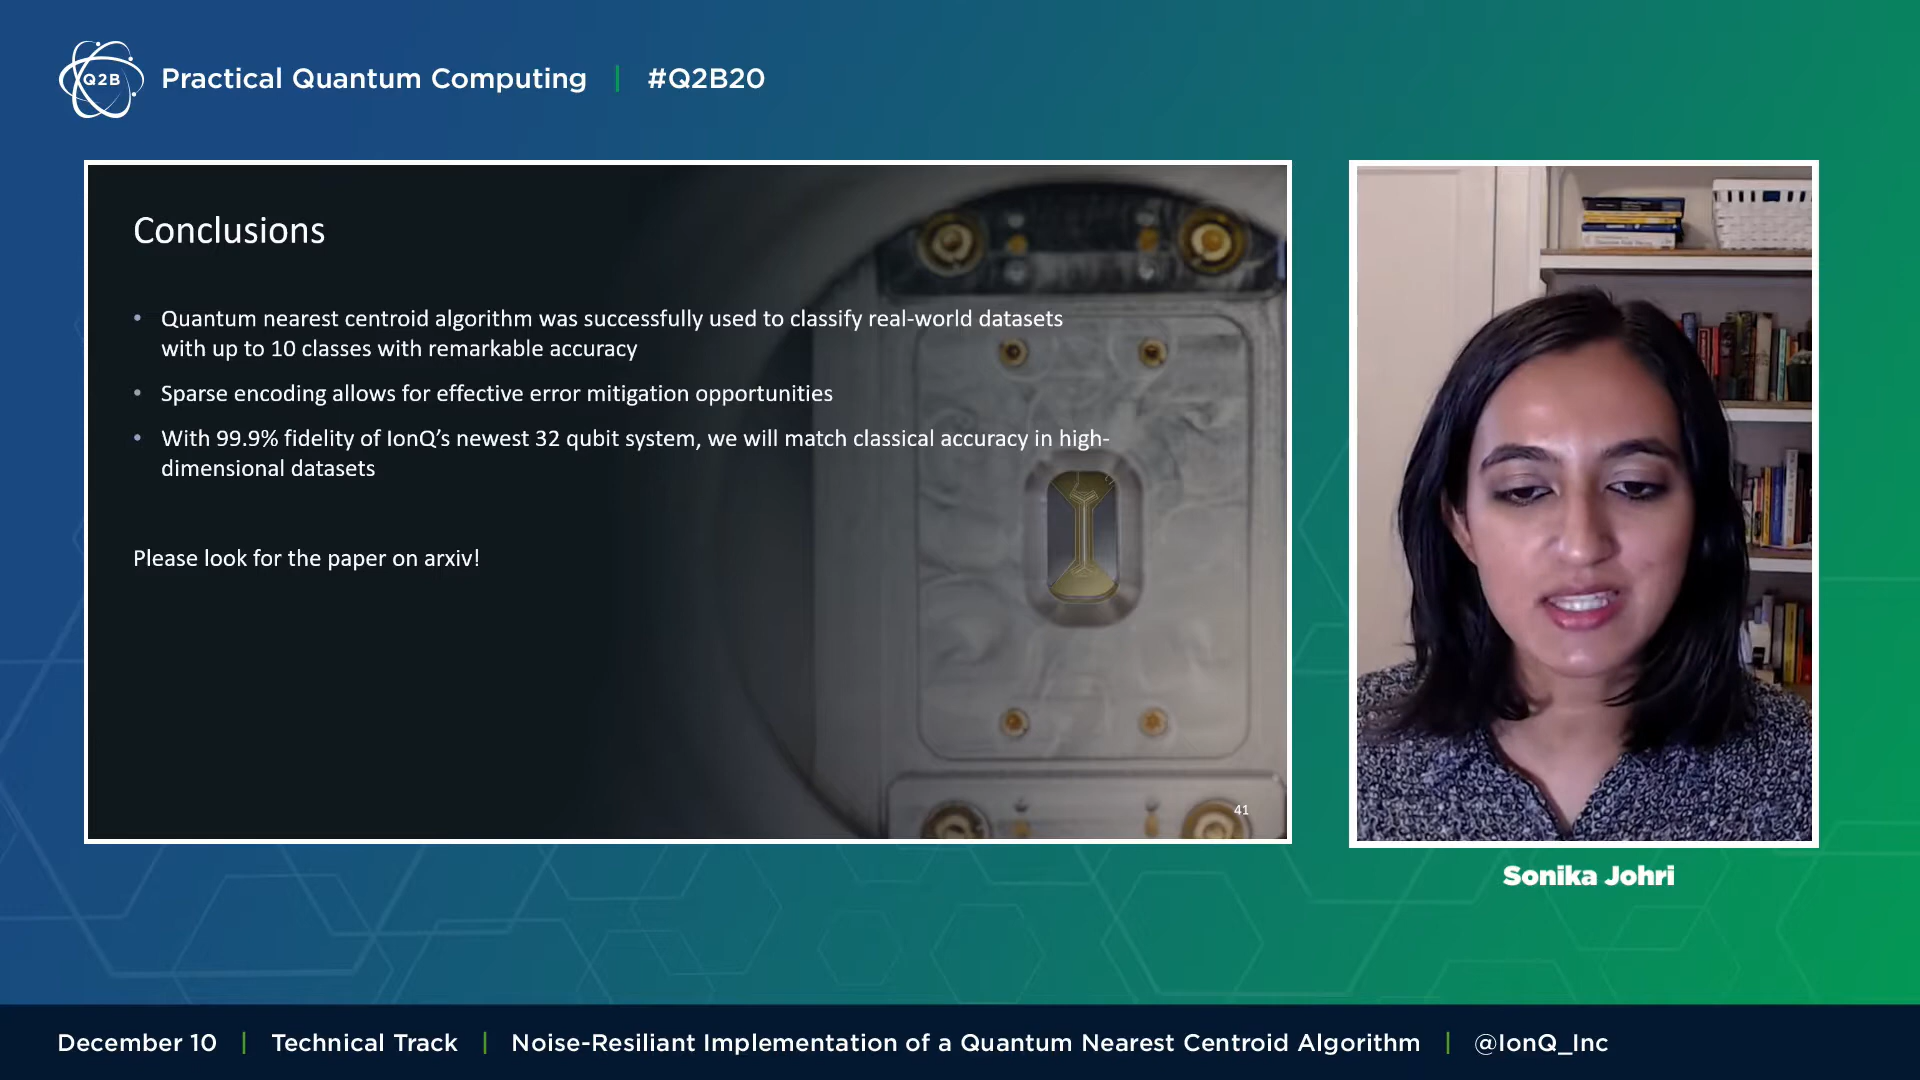 Q2B
Practical Quantum Computing | #Q2B20
Conclusions
• Quantum nearest centroid algorithm was successfully used to classify real-world datasets
with up to 10 classes with remarkable accuracy
• Sparse encoding allows for effective error mitigation opportunities
• With 99.9% fidelity of IonQ’s newest 32 qubit system, we will match classical accuracy in high-
dimensional datasets
Please look for the paper on arxiv!
41
Sonika Johri
December 10 | Technical Track | Noise-Resiliant Implementation of a Quantum Nearest Centroid Algorithm | @IonQ_Inc